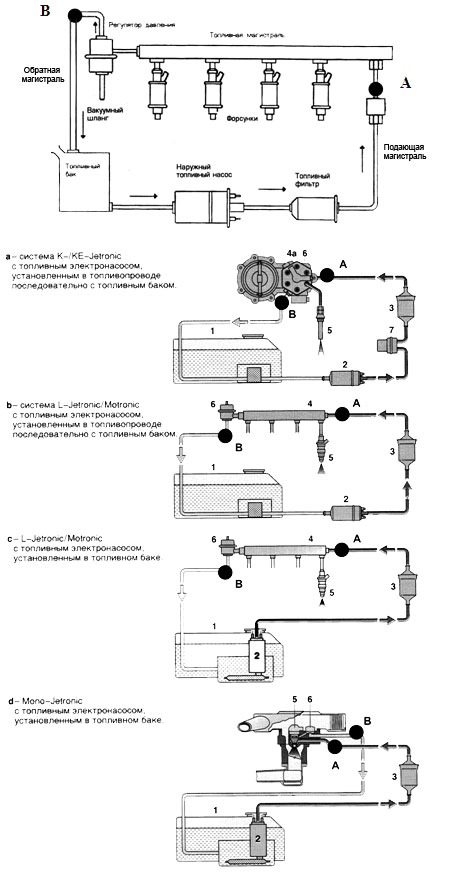 B
Регулятор давления
Топливная магистраль
Обратная
магистраль
A
Вакуумный
шланг
Форсунки
Подающая
магистраль
Топливный
бак
Наружный
топливный насос
Топливный
фильтр
a – система K–/KE–Jetronic
с топливным электронасосом,
установленным в топливопроводе
последовательно с топливным баком.
4a 6
A
B
1
5
3
7
2
b – система L–Jetronic/Motronic
с топливным электронасосом,
установленным в топливопроводе
последовательно с топливным баком.
6
4
A
B
5
3
1
2
c – L–Jetronic/Motronic
с топливным электронасосом,
установленным в топливном баке.
6
4
A
B
5
3
1
2
d – Mono–Jetronic
с топливным электронасосом,
установленным в топливном баке.
5 6
B
A
3
1
2